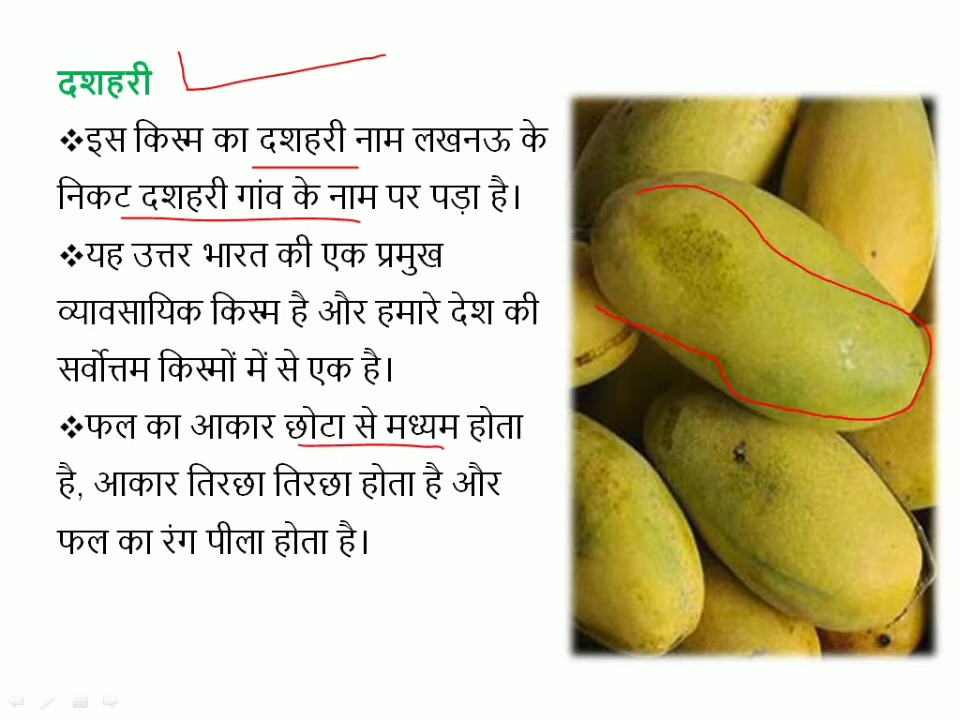 दशहरी
❖इस किस्म का दशहरी नाम लखनऊ के
निकट दशहरी गांव के नाम पर पड़ा है।
❖यह उत्तर भारत की एक प्रमुख
व्यावसायिक किस्म है और हमारे देश की
सर्वोत्तम किस्मों में से एक है।
❖फल का आकार छोटा से मध्यम होता
है, आकार तिरछा तिरछा होता है और
फल का रंग पीला होता है।